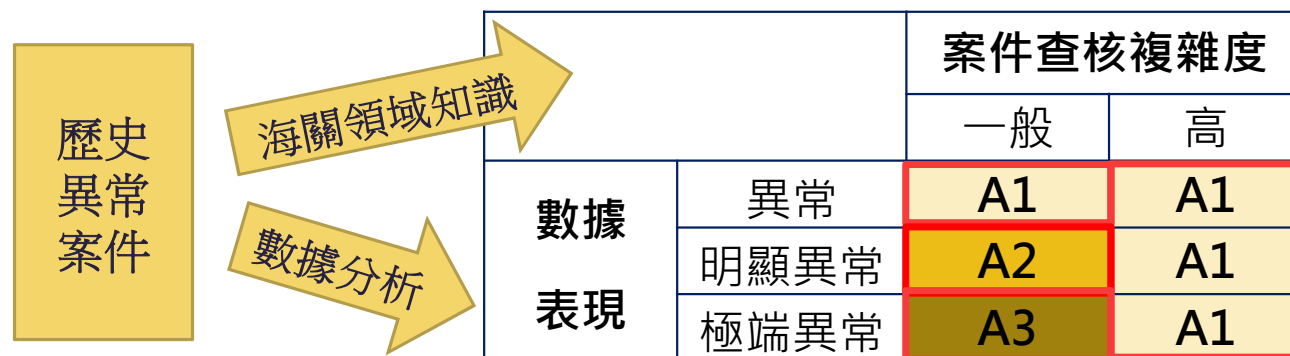 歷史
異常
案件
海關領域知識
數據分析
案件查核複雜度
一般 高
數據
表現
異常 A1 A1
明顯異常 A2 A1
極端異常 A3 A1